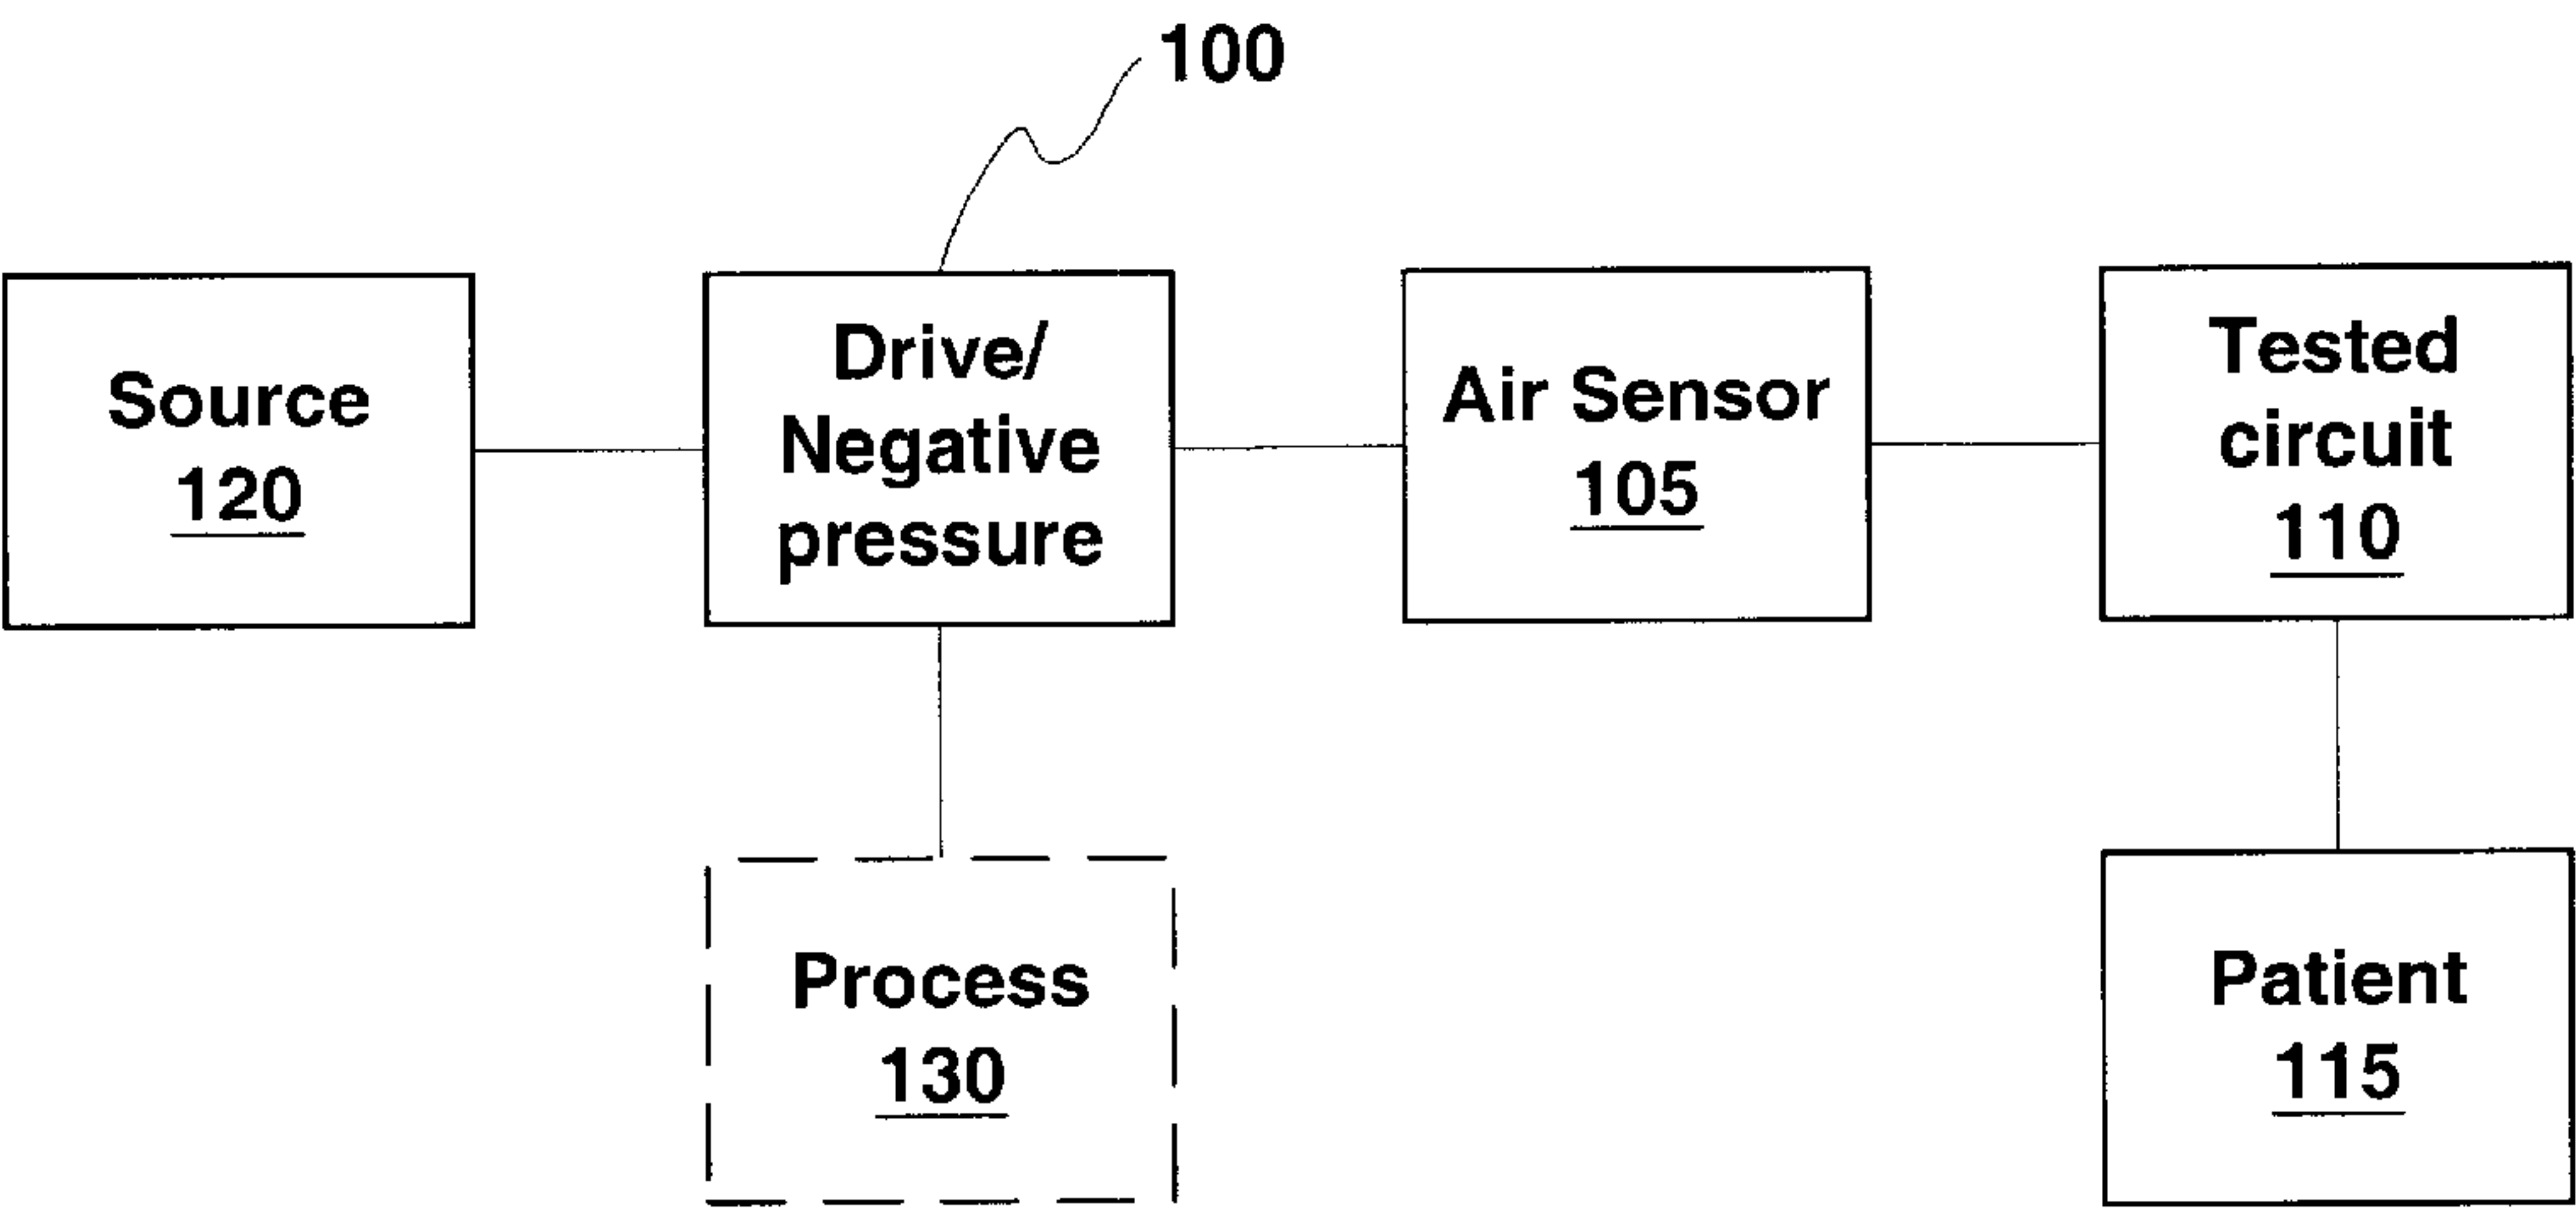 100
Source
120
Drive/
Negative
pressure
Air Sensor
105
Tested
circuit
110
Process
130
Patient
115